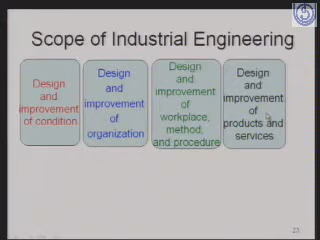 Scope of Industrial Engineering
Design
and
improvement
of condition.
Design
and
improvement
of
organization
Design
and
improvement
of
workplace,
method,
and procedure
Design
and
improvement
of
products and
services
23